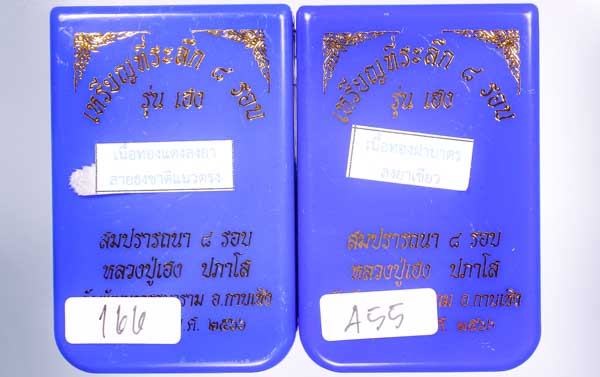 เหรียญที่ระลึก ๘ รอบ
รุ่น เฮง
เนื้อทองแดงลงยา
ลายธงชาติแนวตรง
สมปรารถนา ๘ รอบ
หลวงปู่เฮง ปภาโส
อ.กาบเชิง
166
เหรียญที่ระลึก ๘ รอบ
รุ่น เฮง
เนื้อทองฝาบาตร
ลงยาเขียว
สมปรารถนา ๘ รอบ
หลวงปู่เฮง ปภาโส
อ.กาบเชิง
A55